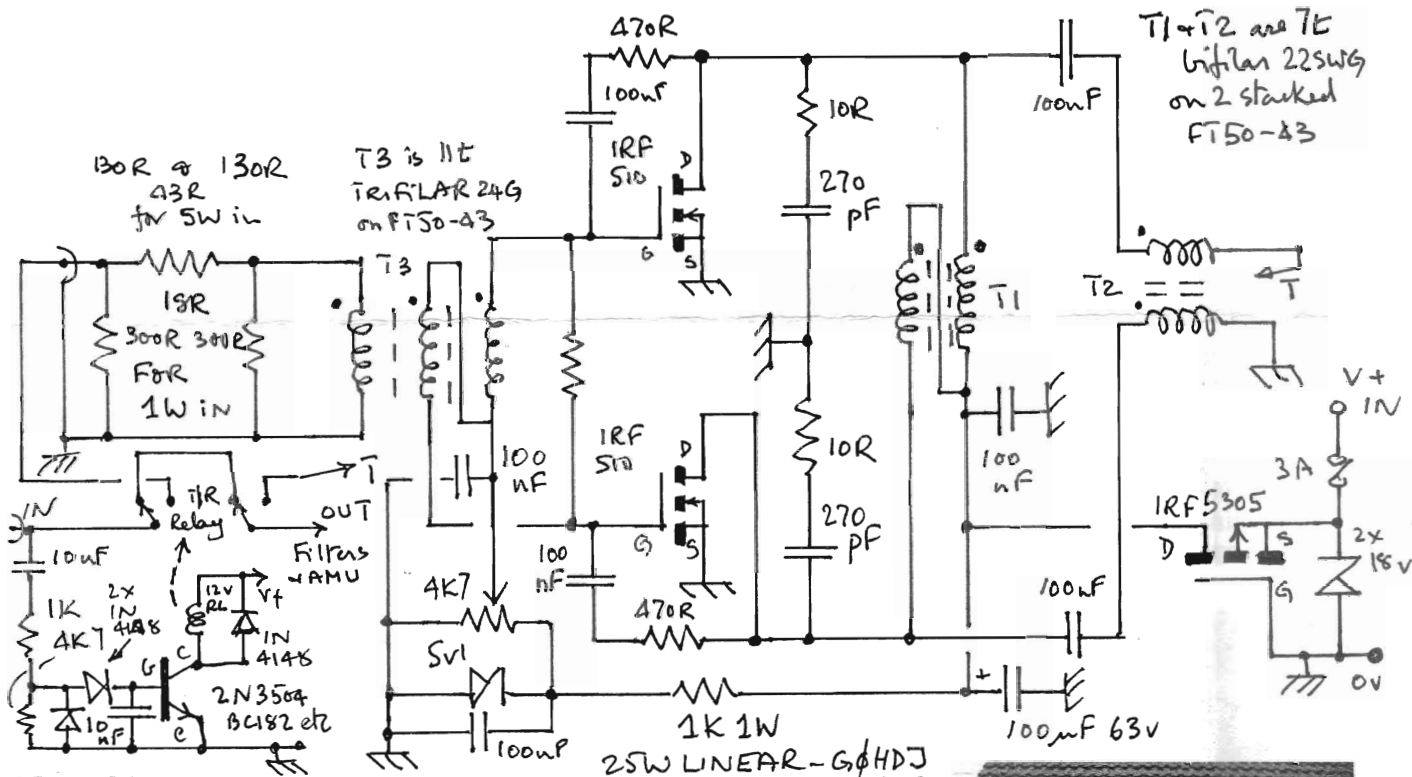 470R
100nF
IRF
510
D
G
S
10R
270
pF
100nF
T1 + T2 are 7t
bifilar 22SWG
on 2 stacked
FT50-43
130R 130R
43R
for 5W in
T3 is 11t
TRIFILAR 24G
on FT50-43
T3
18R
300R 300R
FOR
1W IN
T1
T2
T
V+
IN
3A
IRF5305
D
S
G
2x
18V
0V
IRF
510
D
G
S
10R
270
pF
100
nF
100
nF
100
nF
470R
100nF
IN
T/R
Relay
T
OUT
Filters
+AMU
10nF
1K
4K7
2x
1N
4148
12V
RL
V+
1N
4148
C
2N3504
BC182 etc
e
10
nF
4K7
5v1
100nF
1K 1W
100µF 63v
25W LINEAR - GØHDJ